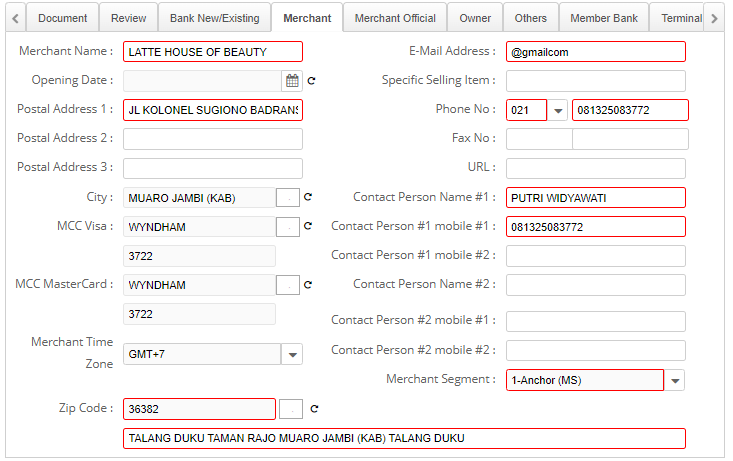 Document Review Bank New/Existing Merchant Merchant Official Owner Others Member Bank Terminal
Merchant Name : LATTE HOUSE OF BEAUTY E-Mail Address : @gmailcom
Opening Date : Specific Selling Item :
Postal Address 1 : JL KOLONEL SUGIONO BADRANS Phone No : 021 081325083772
Postal Address 2 : Fax No :
Postal Address 3 : URL :
City : MUARO JAMBI (KAB) Contact Person Name #1 : PUTRI WIDYAWATI
MCC Visa : WYNDHAM Contact Person #1 mobile #1 : 081325083772
3722 Contact Person #1 mobile #2 :
MCC MasterCard : WYNDHAM Contact Person Name #2 :
3722 Contact Person #2 mobile #1 :
Merchant Time
Zone : GMT+7 Contact Person #2 mobile #2 :
Merchant Segment : 1-Anchor (MS)
Zip Code : 36382
TALANG DUKU TAMAN RAJO MUARO JAMBI (KAB) TALANG DUKU